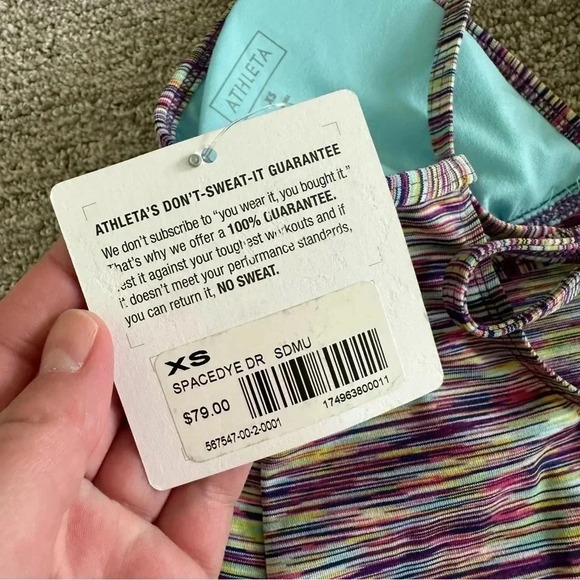 ATHLETA
XS
ATHLETA'S DON'T-SWEAT-IT GUARANTEE
We don't subscribe to "you wear it, you bought it."
That's why we offer a 100% GUARANTEE.
est it against your toughest workouts and if
it doesn't meet your performance standards,
you can return it, NO SWEAT.
XS
SPACEDYE DR SDMU
$79.00
567547-00-2-0001
174963800011